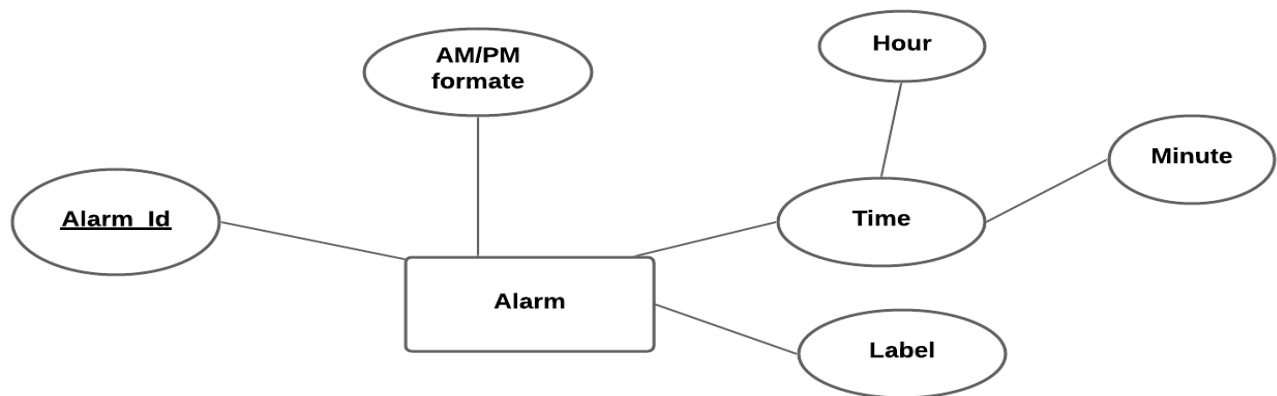 Hour
AM/PM
formate
Minute
Alarm_Id
Time
Alarm
Label